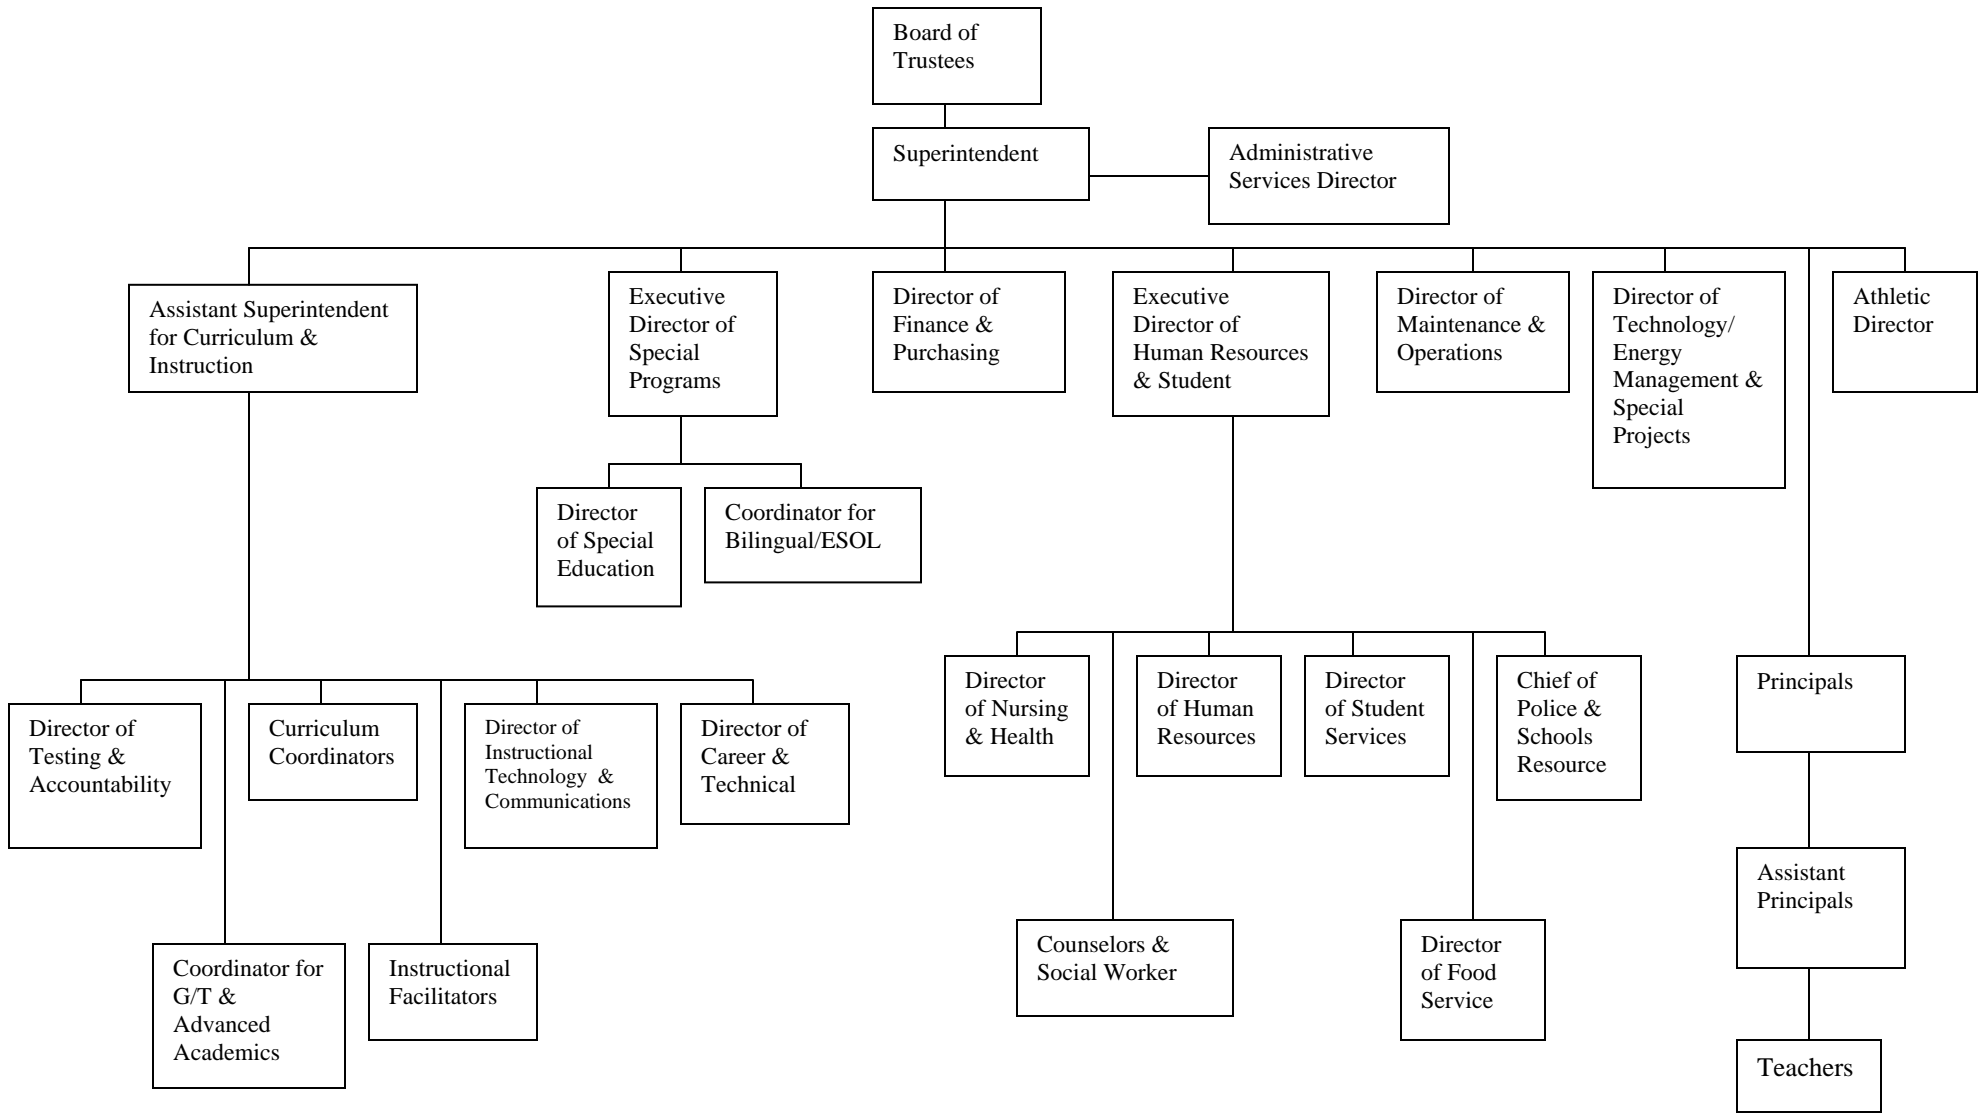 Board of
Trustees
Superintendent
Administrative
Services Director
Assistant Superintendent
for Curriculum &
Instruction
Executive
Director of
Special
Programs
Director of
Finance &
Purchasing
Executive
Director of
Human Resources
& Student
Director of
Maintenance &
Operations
Director of
Technology/
Energy
Management &
Special
Projects
Athletic
Director
Director
of Special
Education
Coordinator for
Bilingual/ESOL
Director
of Nursing
& Health
Director
of Human
Resources
Director
of Student
Services
Chief of
Police &
Schools
Resource
Principals
Director of
Testing &
Accountability
Curriculum
Coordinators
Director of
Instructional
Technology &
Communications
Director of
Career &
Technical
Assistant
Principals
Counselors &
Social Worker
Director
of Food
Service
Coordinator for
G/T &
Advanced
Academics
Instructional
Facilitators
Teachers